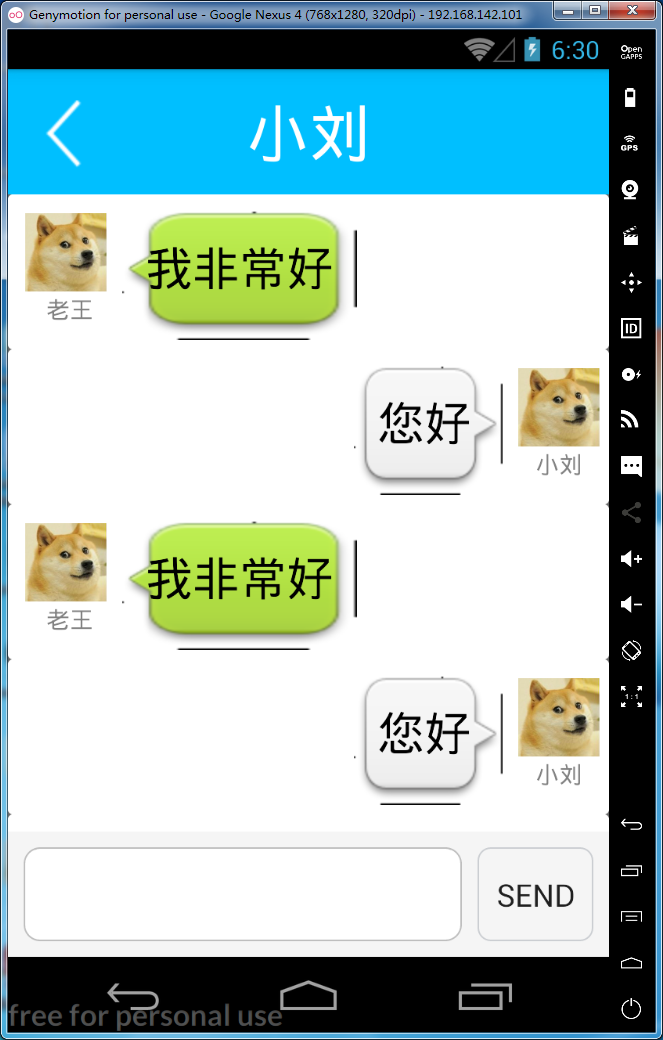 Genymotion for personal use - Google Nexus 4 (768x1280, 320dpi) - 192.168.142.101
6:30
Open
GAPPS
小刘
GPS
我非常好
老王
ID
您好
小刘
我非常好
老王
1:1
您好
小刘
SEND
free for personal use